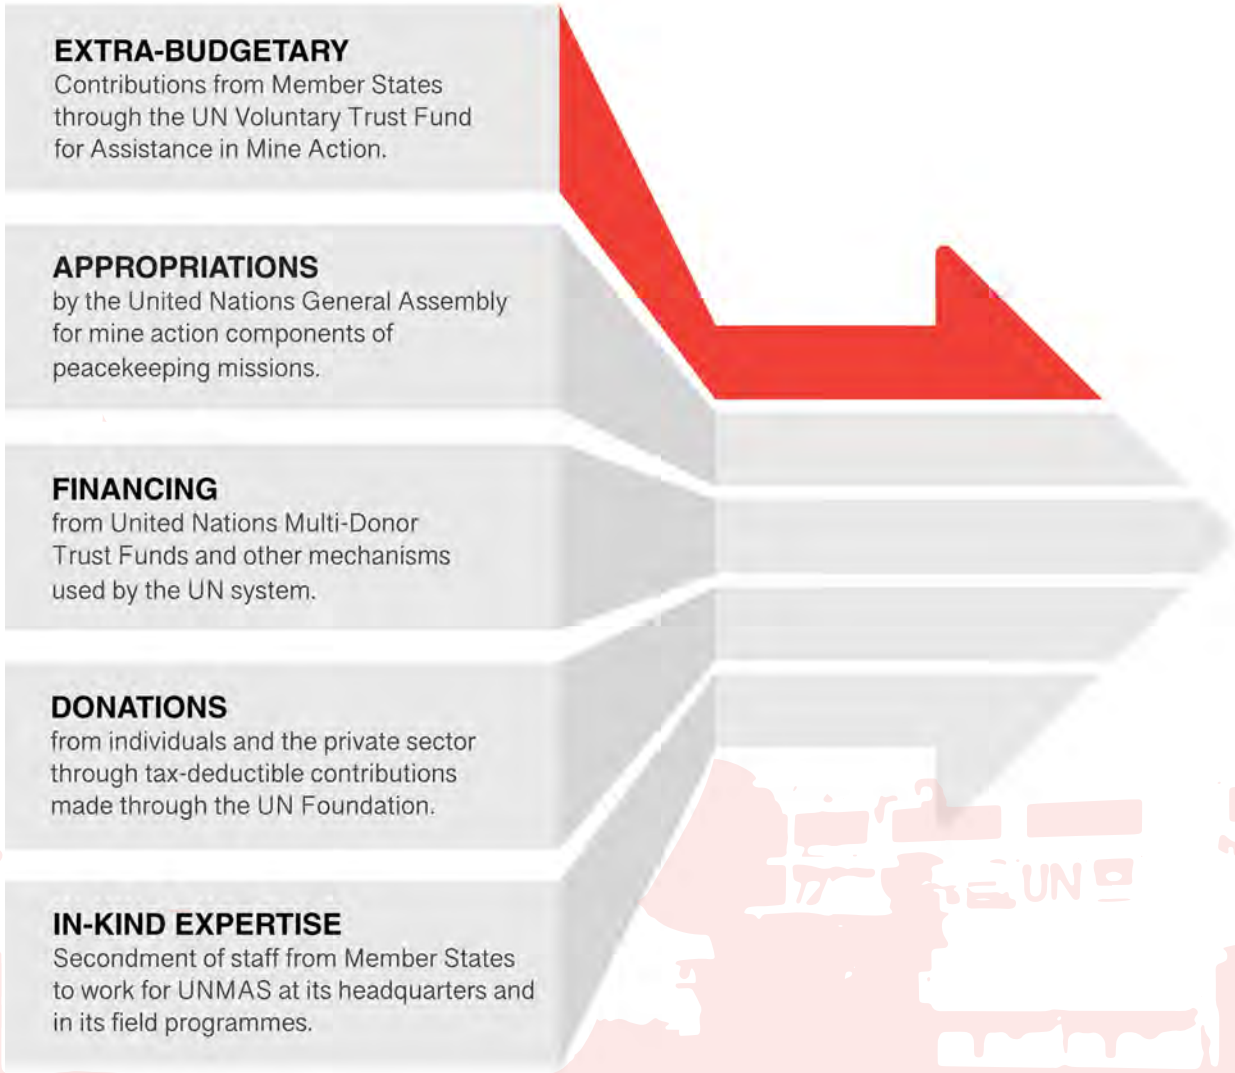 EXTRA-BUDGETARY
Contributions from Member States
through the UN Voluntary Trust Fund
for Assistance in Mine Action.
APPROPRIATIONS
by the United Nations General Assembly
for mine action components of
peacekeeping missions.
FINANCING
from United Nations Multi-Donor
Trust Funds and other mechanisms
used by the UN system.
DONATIONS
from individuals and the private sector
through tax-deductible contributions
made through the UN Foundation.
IN-KIND EXPERTISE
Secondment of staff from Member States
to work for UNMAS at its headquarters and
in its field programmes.
UN